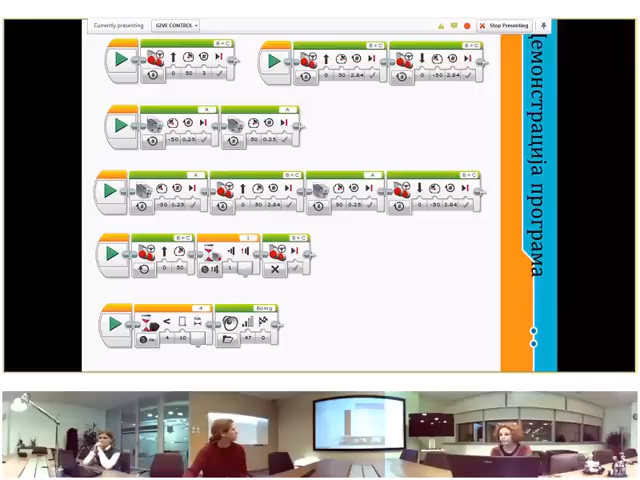 Currently presenting
GIVE CONTROL
Stop Presenting
B + C
0 50 3
B + C
0 50 2.84
B + C
0 -50 2.84
A
-50 0.25
A
50 0.25
A
-50 0.25
B + C
0 50 2.84
A
50 0.25
B + C
0 -50 2.84
B + C
0 50
1
1
B + C
4
4 10
Boing
47 0
Демонстрација програма